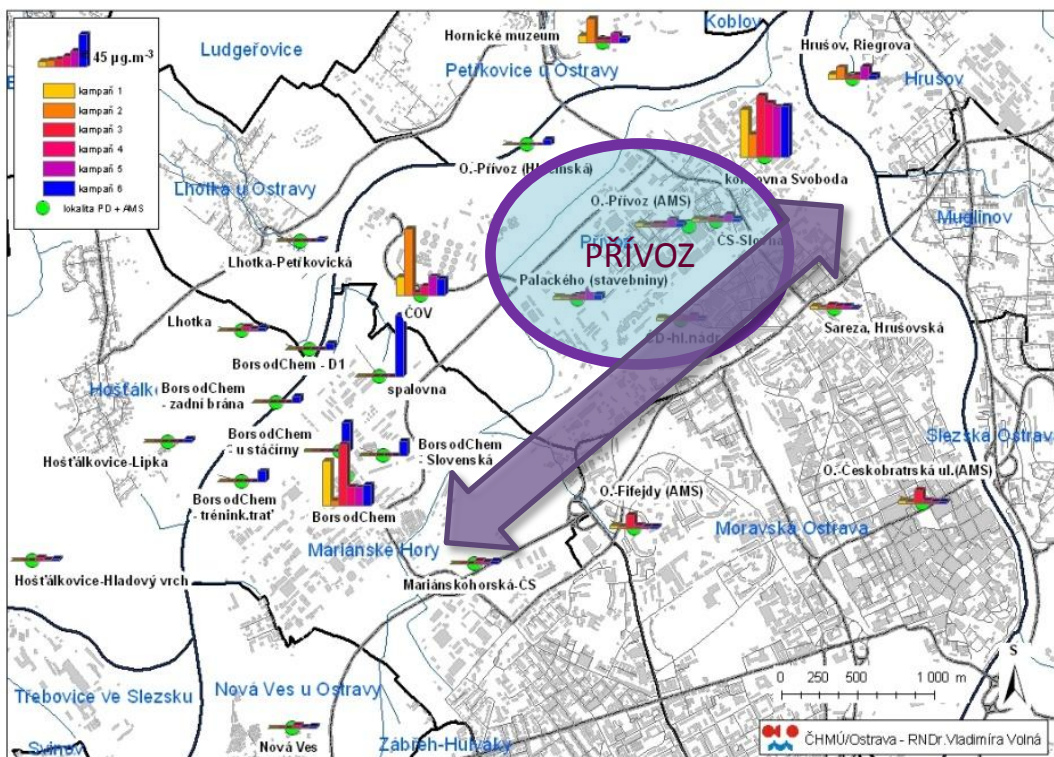 45 µg.m-3
kampaň 1
kampaň 2
kampaň 3
kampaň 4
kampaň 5
kampaň 6
lokalita PD + AMS
Ludgeřovice
Hornické muzeum
Petřkovice u Ostravy
Koblov
Hrušov, Riegrova
Hrušov
O.-Přívoz
koksovna Svoboda
Lhotka u Ostravy
O.-Přívoz (AMS)
Muglinov
Lhotka-Petřkovická
PŘÍVOZ
Palackého (stavebniny)
ČOV
Sareza, Hrušovská
Lhotka
BorsodChem - D1
spalovna
BorsodChem
- zadní brána
BorsodChem
- u stáčírny
BorsodChem
Slovenská
Hošťálkovice-Lipka
Slezská Ostrava
BorsodChem
- trénink.trať
BorsodChem
O.-Českobratrská ul.(AMS)
O.-Fifejdy (AMS)
Moravská Ostrava
Mariánské Hory
Hošťálkovice-Hladový vrch
Mariánskohorská-ČS
Třebovice ve Slezsku
Nová Ves u Ostravy
Nová Ves
Svinov
Zábřeh-Hulváky
S
0 250 500 1 000 m
ČHMÚ/Ostrava - RNDr.Vladimíra Volná